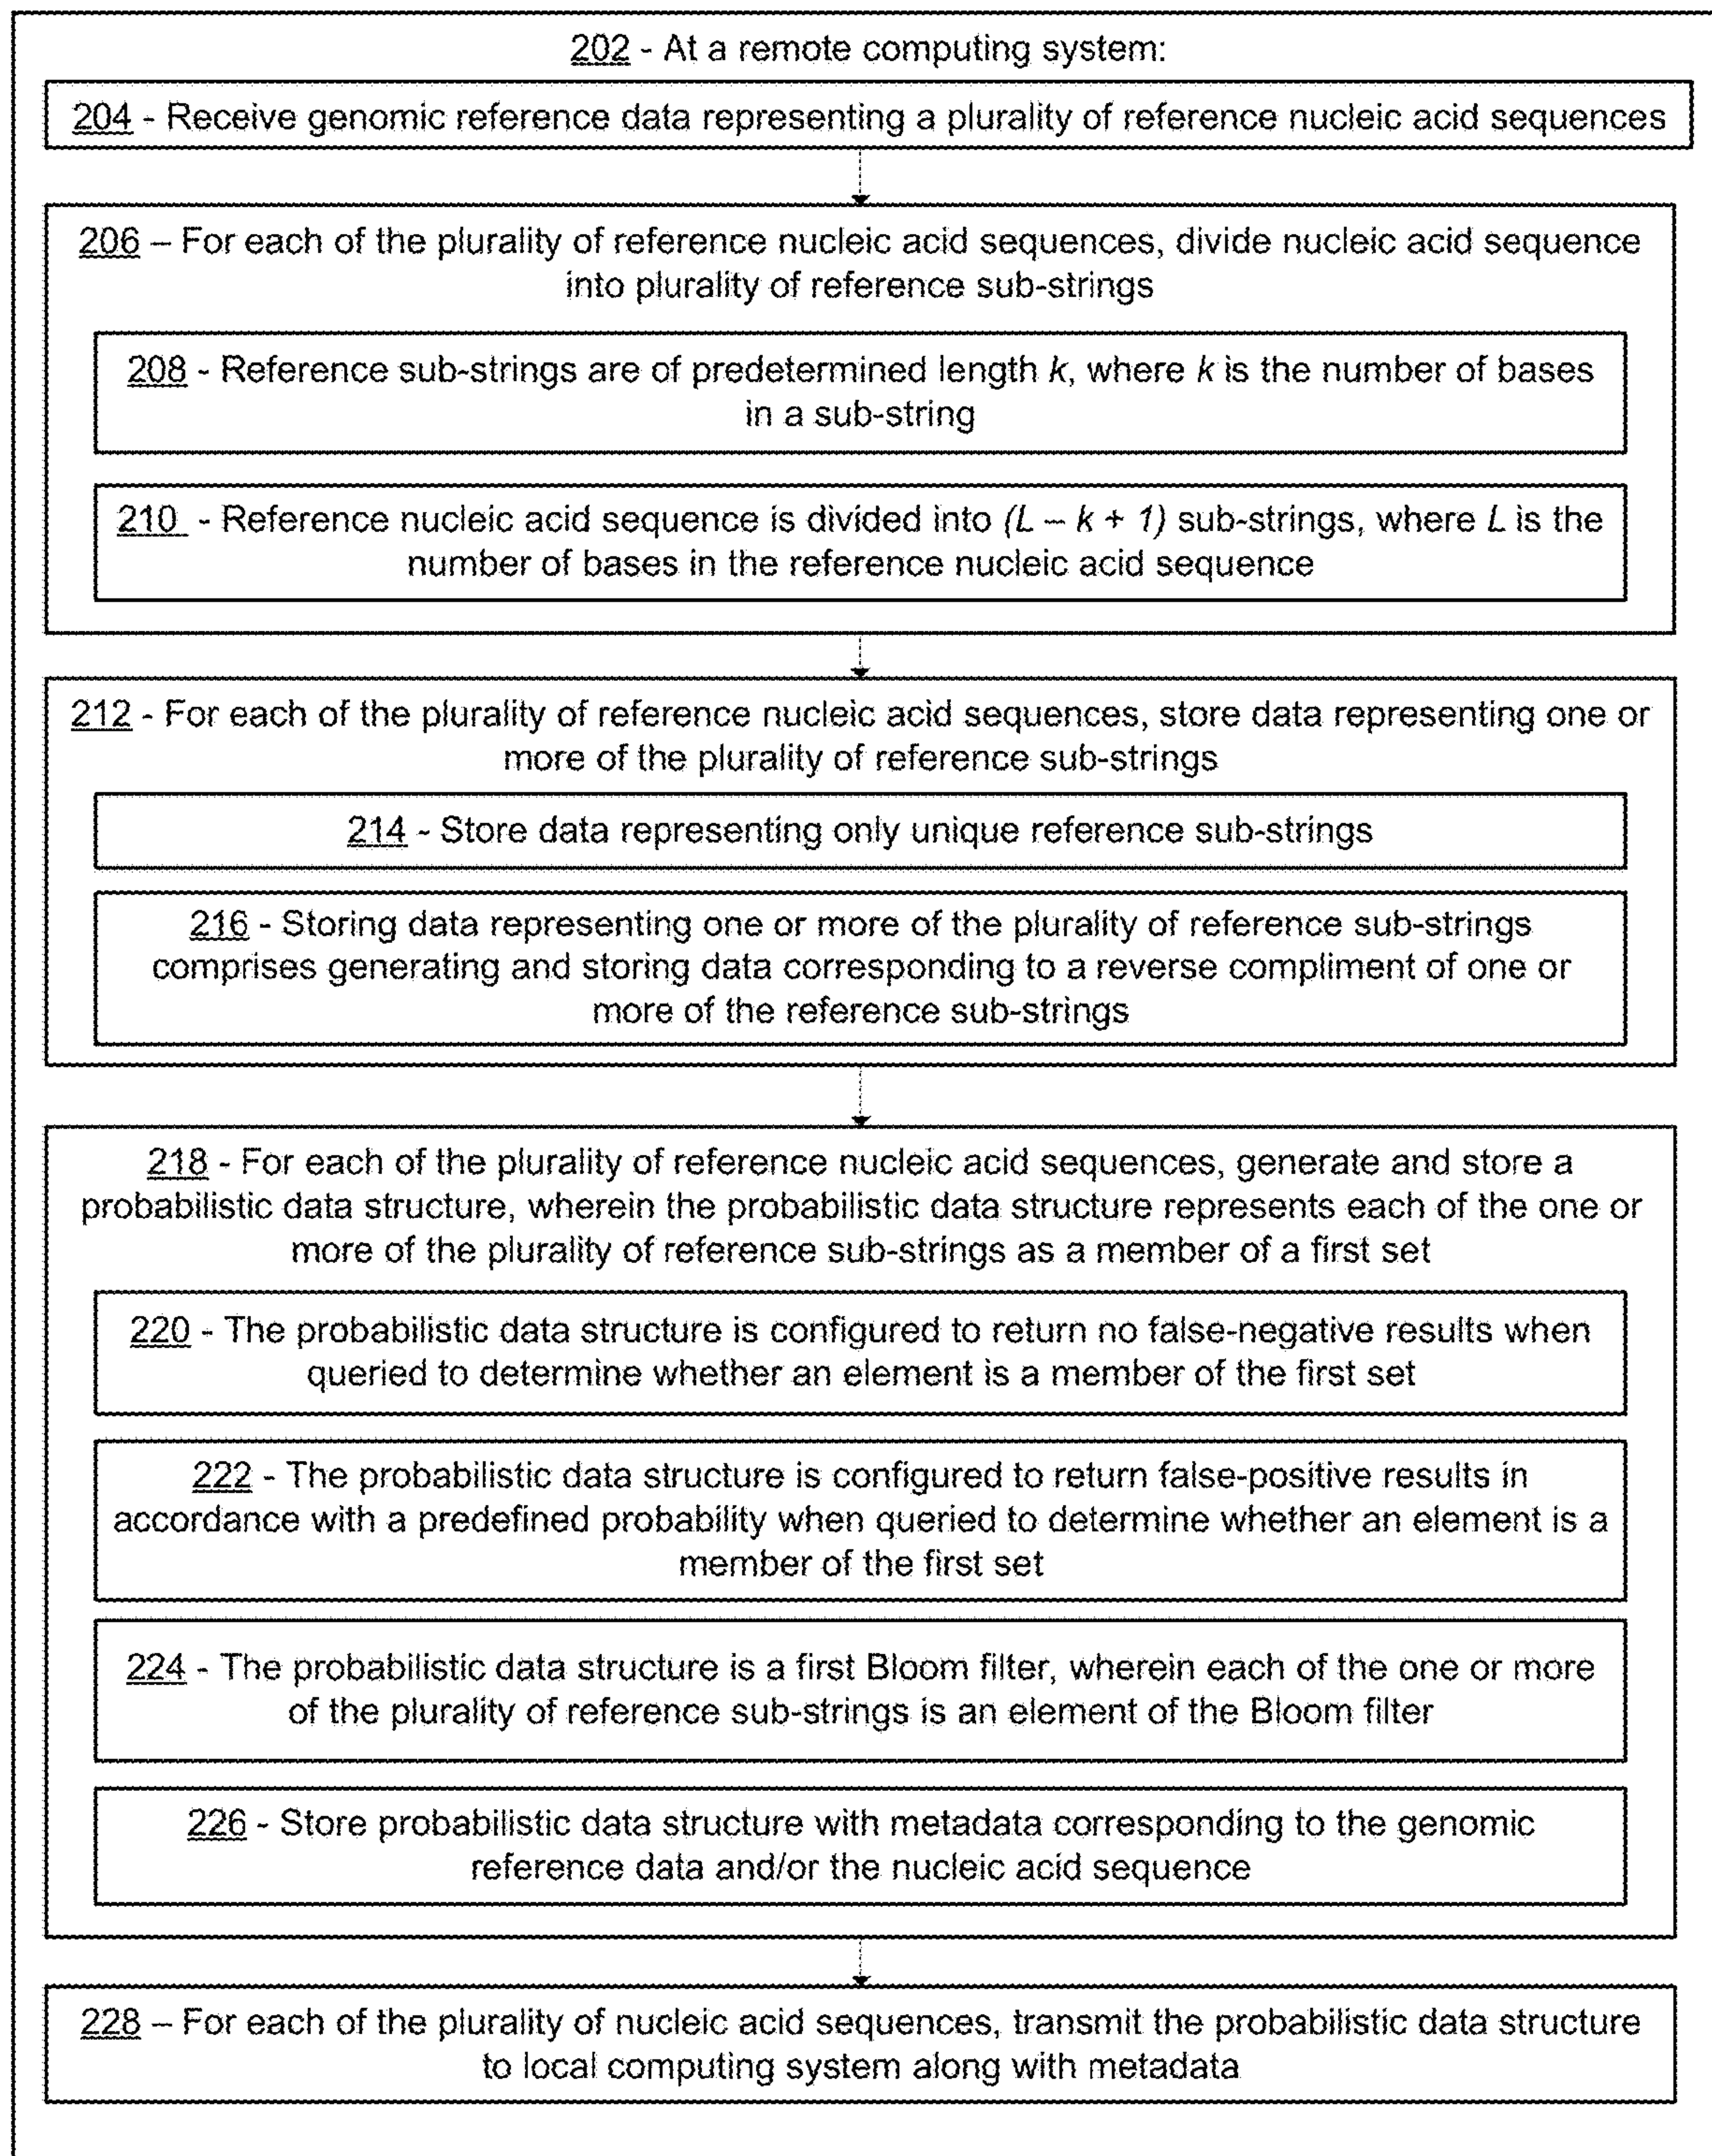 202 - At a remote computing system:
204 - Receive genomic reference data representing a plurality of reference nucleic acid sequences
206 – For each of the plurality of reference nucleic acid sequences, divide nucleic acid sequence
into plurality of reference sub-strings
208 - Reference sub-strings are of predetermined length k, where k is the number of bases
in a sub-string
210 - Reference nucleic acid sequence is divided into (L – k + 1) sub-strings, where L is the
number of bases in the reference nucleic acid sequence
212 - For each of the plurality of reference nucleic acid sequences, store data representing one or
more of the plurality of reference sub-strings
214 - Store data representing only unique reference sub-strings
216 - Storing data representing one or more of the plurality of reference sub-strings
comprises generating and storing data corresponding to a reverse compliment of one or
more of the reference sub-strings
218 - For each of the plurality of reference nucleic acid sequences, generate and store a
probabilistic data structure, wherein the probabilistic data structure represents each of the one or
more of the plurality of reference sub-strings as a member of a first set
220 - The probabilistic data structure is configured to return no false-negative results when
queried to determine whether an element is a member of the first set
222 - The probabilistic data structure is configured to return false-positive results in
accordance with a predefined probability when queried to determine whether an element is a
member of the first set
224 - The probabilistic data structure is a first Bloom filter, wherein each of the one or more
of the plurality of reference sub-strings is an element of the Bloom filter
226 - Store probabilistic data structure with metadata corresponding to the genomic
reference data and/or the nucleic acid sequence
228 – For each of the plurality of nucleic acid sequences, transmit the probabilistic data structure
to local computing system along with metadata